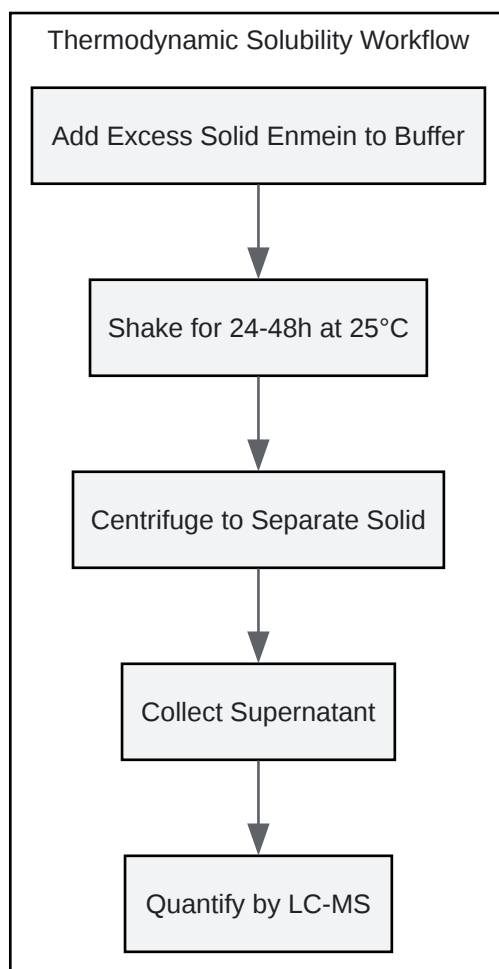 Thermodynamic Solubility Workflow
Add Excess Solid Enmein to Buffer
Shake for 24-48h at 25°C
Centrifuge to Separate Solid
Collect Supernatant
Quantify by LC-MS